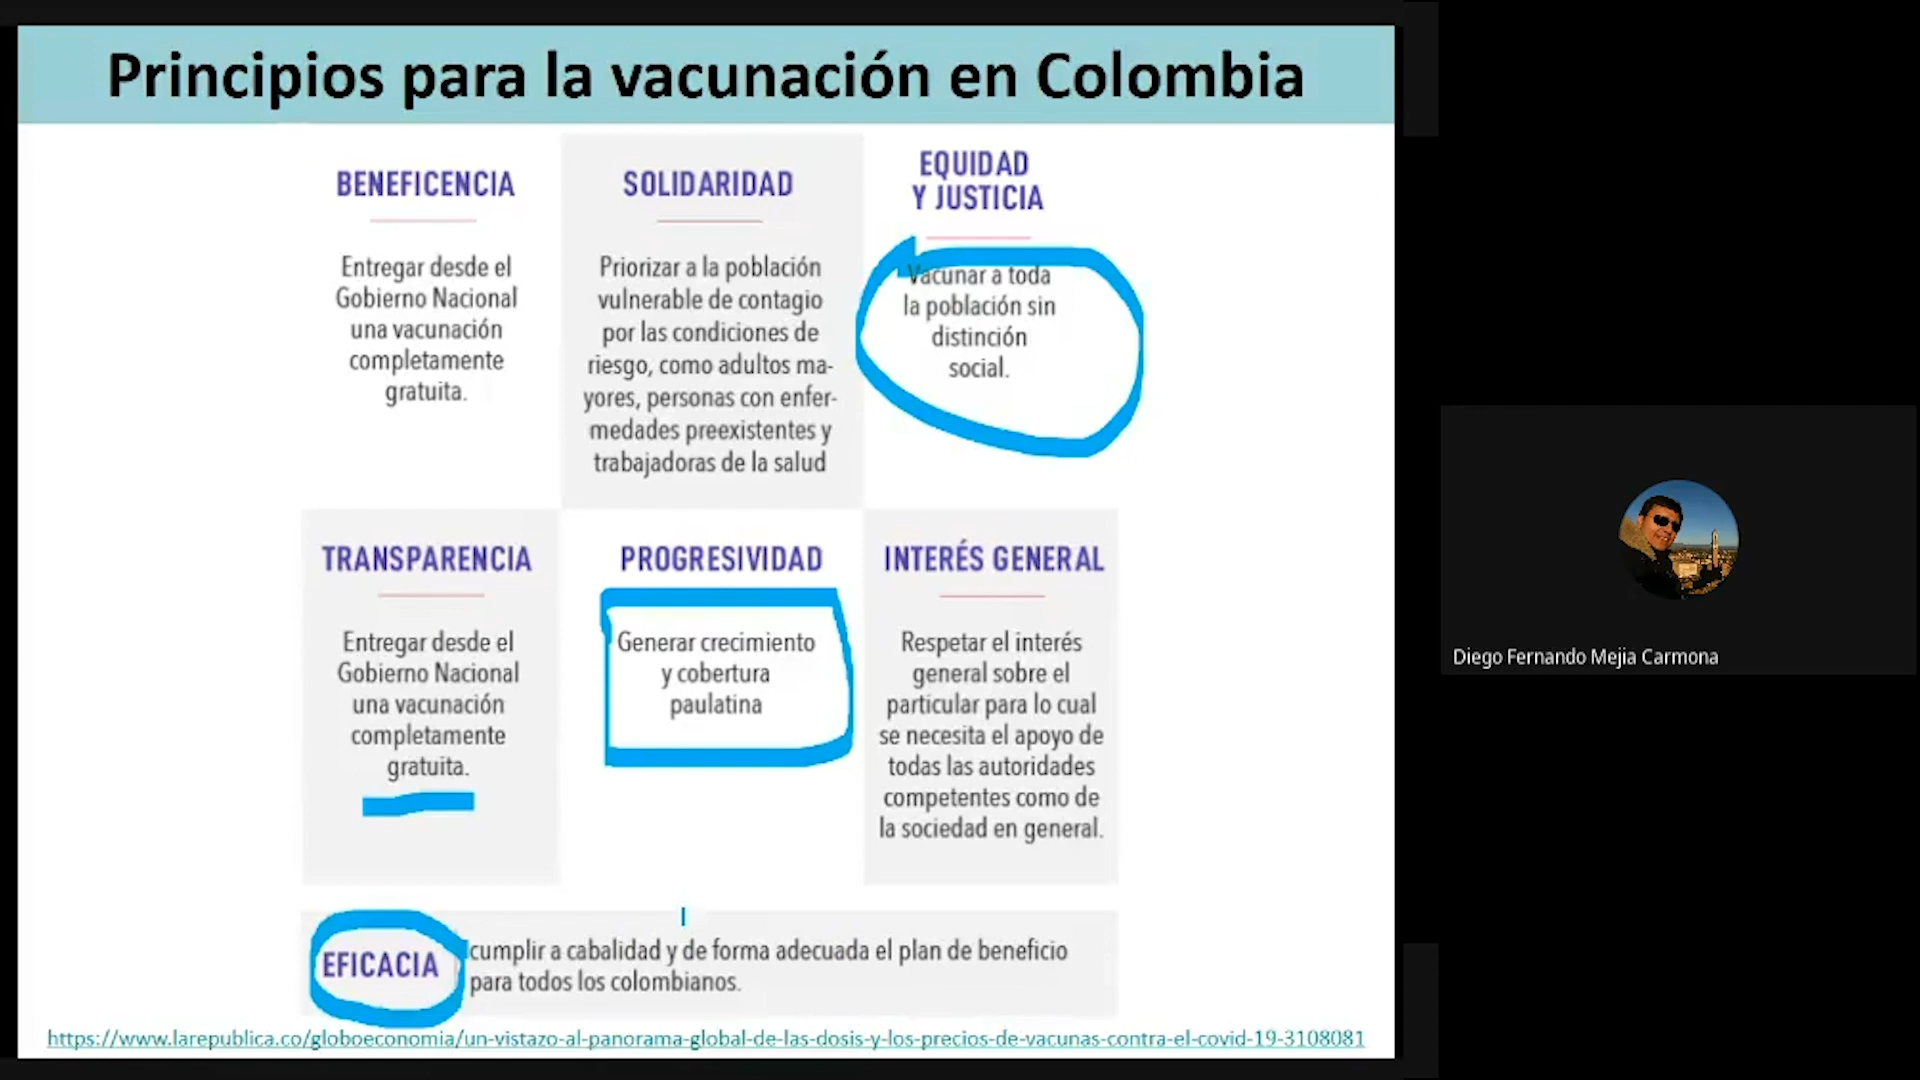 Principios para la vacunación en Colombia
BENEFICENCIA
Entregar desde el
Gobierno Nacional
una vacunación
completamente
gratuita.
SOLIDARIDAD
Priorizar a la población
vulnerable de contagio
por las condiciones de
riesgo, como adultos ma-
yores, personas con enfer-
medades preexistentes y
trabajadoras de la salud
EQUIDAD
Y JUSTICIA
Vacunar a toda
la población sin
distinción
social.
TRANSPARENCIA
Entregar desde el
Gobierno Nacional
una vacunación
completamente
gratuita.
PROGRESIVIDAD
Generar crecimiento
y cobertura
paulatina
INTERÉS GENERAL
Respetar el interés
general sobre el
particular para lo cual
se necesita el apoyo de
todas las autoridades
competentes como de
la sociedad en general.
EFICACIA
cumplir a cabalidad y de forma adecuada el plan de beneficio
para todos los colombianos.
https://www.larepublica.co/globoeconomia/un-vistazo-al-panorama-global-de-las-dosis-y-los-precios-de-vacunas-contra-el-covid-19-3108081
Diego Fernando Mejia Carmona